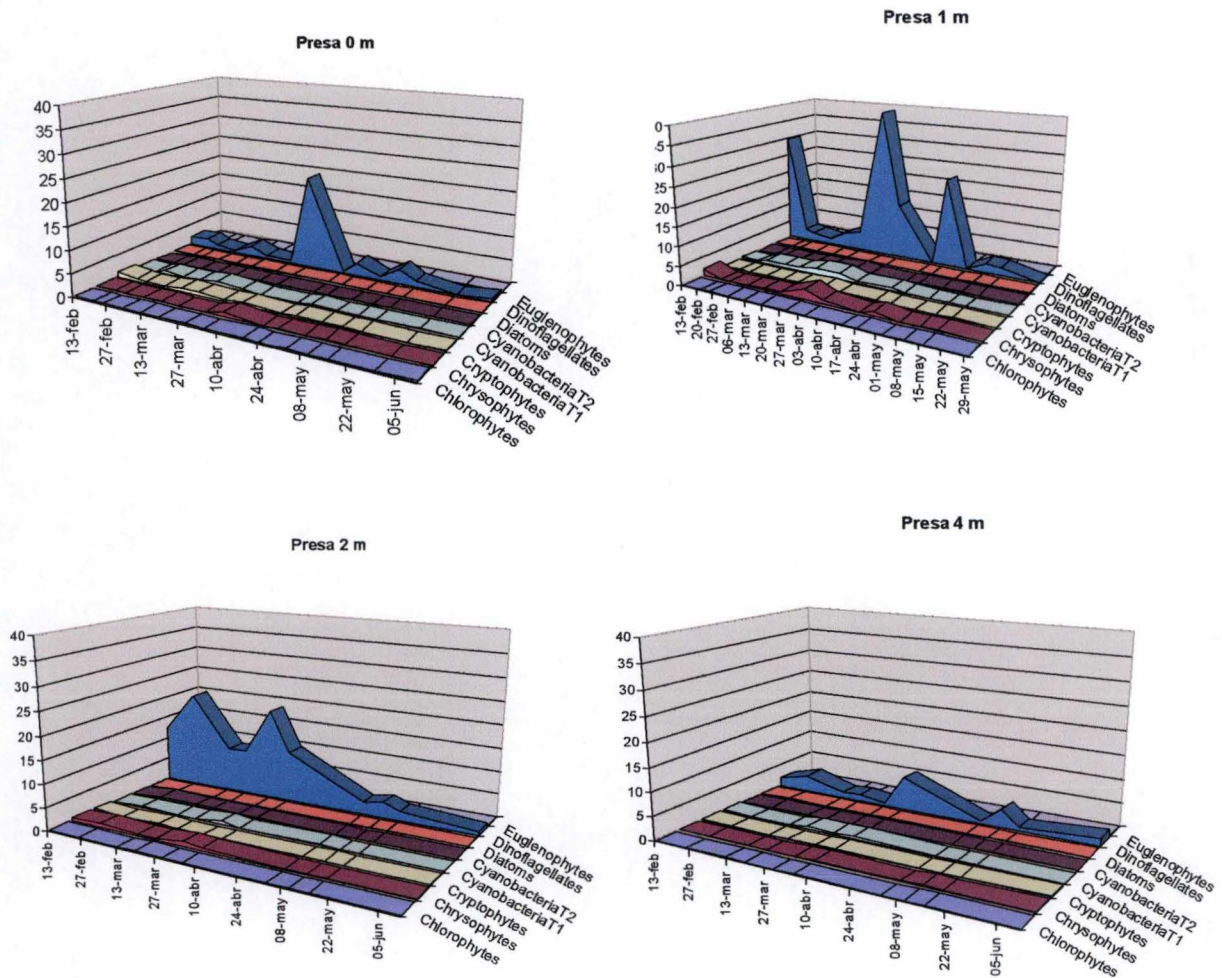 Presa 0 m
40
35
30
25
20
15
10
5
0
13-feb
27-feb
13-mar
27-mar
10-abr
24-abr
08-may
22-may
05-jun
Euglenophytes
Dinoflagellates
Diatoms
CyanobacteriaT2
CyanobacteriaT1
Cryptophytes
Chrysophytes
Chlorophytes
Presa 1 m
0
5
30
25
20
15
10
5
0
13-feb
20-feb
27-feb
06-mar
13-mar
20-mar
27-mar
03-abr
10-abr
17-abr
24-abr
01-may
08-may
15-may
22-may
29-may
Euglenophytes
Dinoflagellates
Diatoms
CyanobacteriaT2
CyanobacteriaT1
Cryptophytes
Chrysophytes
Chlorophytes
Presa 2 m
40
35
30
25
20
15
10
5
0
13-feb
27-feb
13-mar
27-mar
10-abr
24-abr
08-may
22-may
05-jun
Euglenophytes
Dinoflagellates
Diatoms
CyanobacteriaT2
CyanobacteriaT1
Cryptophytes
Chrysophytes
Chlorophytes
Presa 4 m
40
35
30
25
20
15
10
5
0
13-feb
27-feb
13-mar
27-mar
10-abr
24-abr
08-may
22-may
05-jun
Euglenophytes
Dinoflagellates
Diatoms
CyanobacteriaT2
CyanobacteriaT1
Cryptophytes
Chrysophytes
Chlorophytes